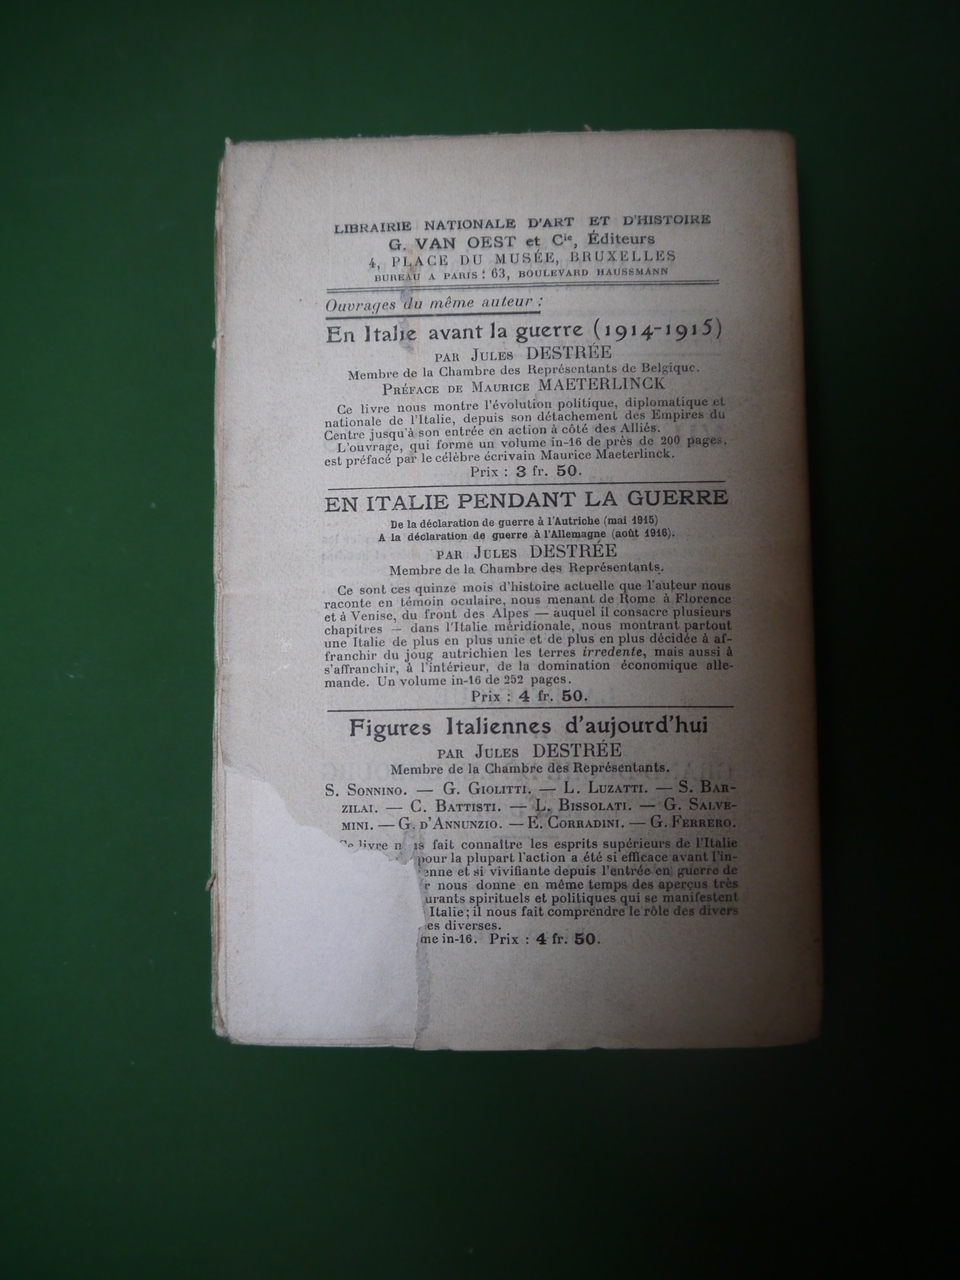 LIBRAIRIE NATIONALE D'ART ET D'HISTOIRE
G. VAN OEST et Cie, Éditeurs
4, PLACE DU MUSÉE, BRUXELLES
BUREAU A PARIS : 63, BOULEVARD HAUSSMANN
Ouvrages du même auteur :
En Italie avant la guerre (1914-1915)
PAR JULES DESTRÉE
Membre de la Chambre des Représentants de Belgique.
PRÉFACE DE MAURICE MAETERLINCK
Ce livre nous montre l'évolution politique, diplomatique et
nationale de l'Italie, depuis son détachement des Empires du
Centre jusqu'à son entrée en action à côté des Alliés.
L'ouvrage, qui forme un volume in-16 de près de 200 pages,
est préfacé par le célèbre écrivain Maurice Maeterlinck.
Prix : 3 fr. 50.
EN ITALIE PENDANT LA GUERRE
De la déclaration de guerre à l'Autriche (mai 1915)
A la déclaration de guerre à l'Allemagne (août 1916).
PAR JULES DESTRÉE
Membre de la Chambre des Représentants.
Ce sont ces quinze mois d'histoire actuelle que l'auteur nous
raconte en témoin oculaire, nous menant de Rome à Florence
et à Venise, du front des Alpes — auquel il consacre plusieurs
chapitres — dans l'Italie méridionale, nous montrant partout
une Italie de plus en plus unie et de plus en plus décidée à af-
franchir du joug autrichien les terres irredente, mais aussi à
s'affranchir, à l'intérieur, de la domination économique alle-
mande. Un volume in-16 de 252 pages.
Prix : 4 fr. 50.
Figures Italiennes d'aujourd'hui
PAR JULES DESTRÉE
Membre de la Chambre des Représentants.
S. SONNINO. — G. GIOLITTI. — L. LUZATTI. — S. BAR-
ZILAI. — C. BATTISTI. — L. BISSOLATI. — G. SALVE-
MINI. — G. D'ANNUNZIO. — E. CORRADINI. — G. FERRERO.
livre fait connaître les esprits supérieurs de l'Italie
pour la plupart l'action a été si efficace avant l'in-
enne et si vivifiante depuis l'entrée en guerre de
r nous donne en même temps des aperçus très
urants spirituels et politiques qui se manifestent
Italie; il nous fait comprendre le rôle des divers
es diverses.
me in-16. Prix : 4 fr. 50.